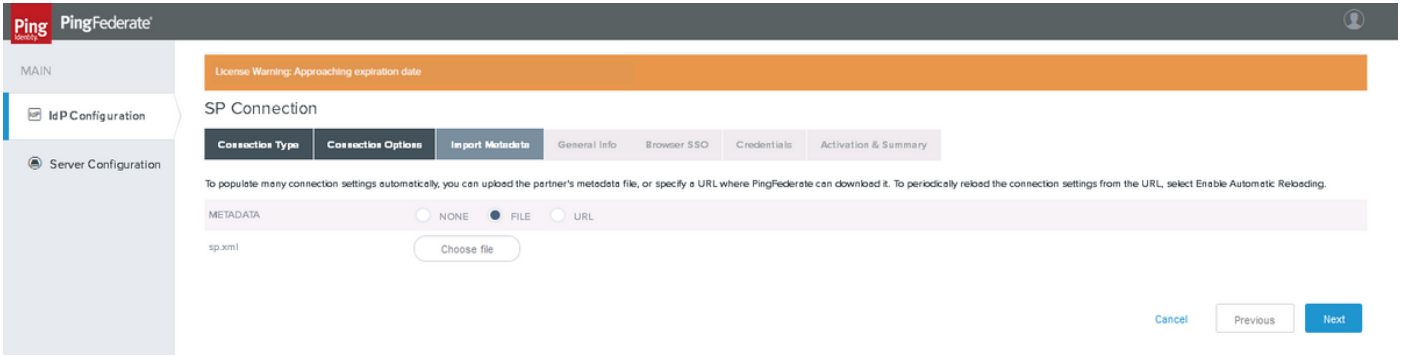 Ping
Identity
PingFederate®
MAIN
IdP Configuration
Server Configuration
License Warning: Approaching expiration date
SP Connection
Connection Type Connection Options Import Metadata General Info Browser SSO Credentials Activation & Summary
To populate many connection settings automatically, you can upload the partner's metadata file, or specify a URL where PingFederate can download it. To periodically reload the connection settings from the URL, select Enable Automatic Reloading.
METADATA NONE FILE URL
sp.xml Choose file
Cancel Previous Next